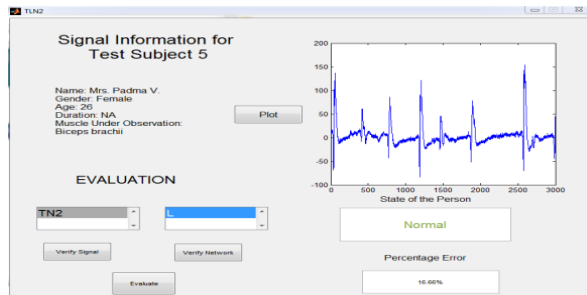 TLN2
Signal Information for
Test Subject 5
Name: Mrs. Padma V.
Gender: Female
Age: 26
Duration: NA
Muscle Under Observation:
Biceps brachii
Plot
200
150
100
50
0
-50
-100
0 500 1000 1500 2000 2500 3000
State of the Person
EVALUATION
TN2
L
Normal
Verify Signal
Verify Network
Percentage Error
Evaluate
16.66%